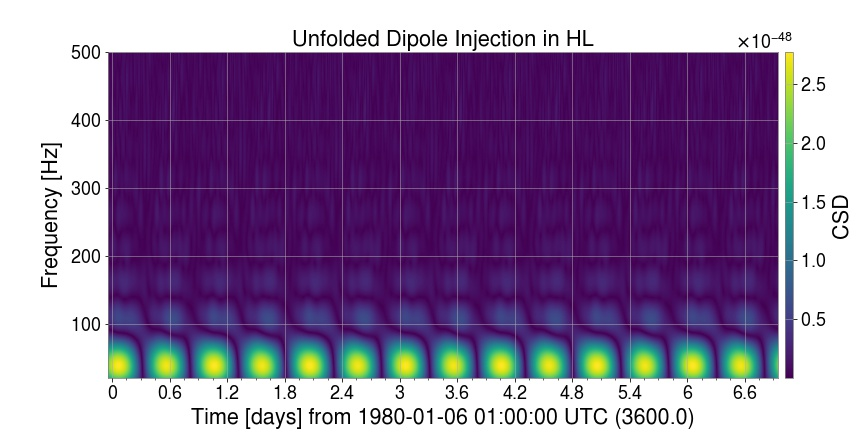 Unfolded Dipole Injection in HL
×10⁻⁴⁸
500
400
300
200
100
Frequency [Hz]
2.5
2.0
1.5
1.0
0.5
CSD
0 0.6 1.2 1.8 2.4 3 3.6 4.2 4.8 5.4 6 6.6
Time [days] from 1980-01-06 01:00:00 UTC (3600.0)